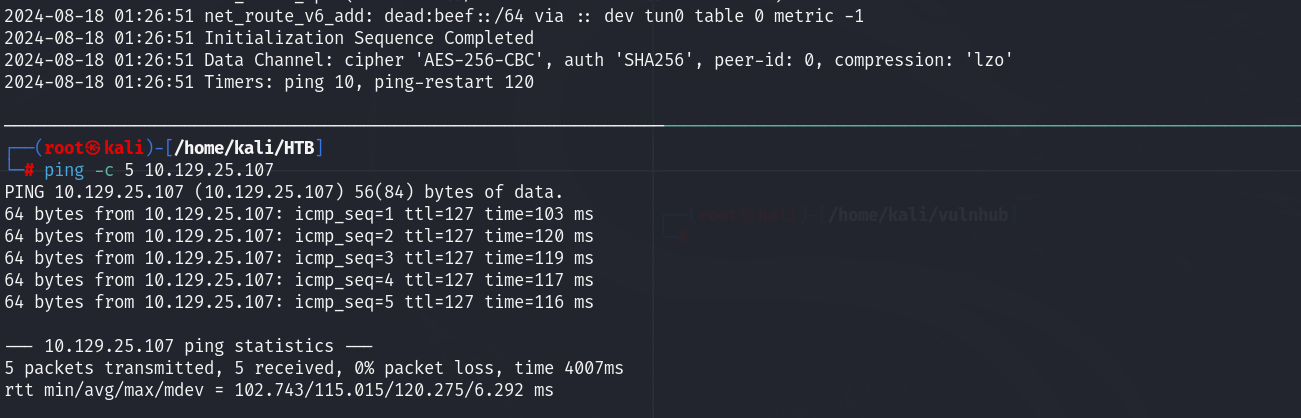 2024-08-18 01:26:51 net_route_v6_add: dead:beef::/64 via :: dev tun0 table 0 metric -1
2024-08-18 01:26:51 Initialization Sequence Completed
2024-08-18 01:26:51 Data Channel: cipher 'AES-256-CBC', auth 'SHA256', peer-id: 0, compression: 'lzo'
2024-08-18 01:26:51 Timers: ping 10, ping-restart 120
┌──(root㉿kali)-[/home/kali/HTB]
└─# ping -c 5 10.129.25.107
PING 10.129.25.107 (10.129.25.107) 56(84) bytes of data.
64 bytes from 10.129.25.107: icmp_seq=1 ttl=127 time=103 ms
64 bytes from 10.129.25.107: icmp_seq=2 ttl=127 time=120 ms
64 bytes from 10.129.25.107: icmp_seq=3 ttl=127 time=119 ms
64 bytes from 10.129.25.107: icmp_seq=4 ttl=127 time=117 ms
64 bytes from 10.129.25.107: icmp_seq=5 ttl=127 time=116 ms
--- 10.129.25.107 ping statistics ---
5 packets transmitted, 5 received, 0% packet loss, time 4007ms
rtt min/avg/max/mdev = 102.743/115.015/120.275/6.292 ms
┌──(root㉿kali)-[/home/kali/vulnhub]
└─#